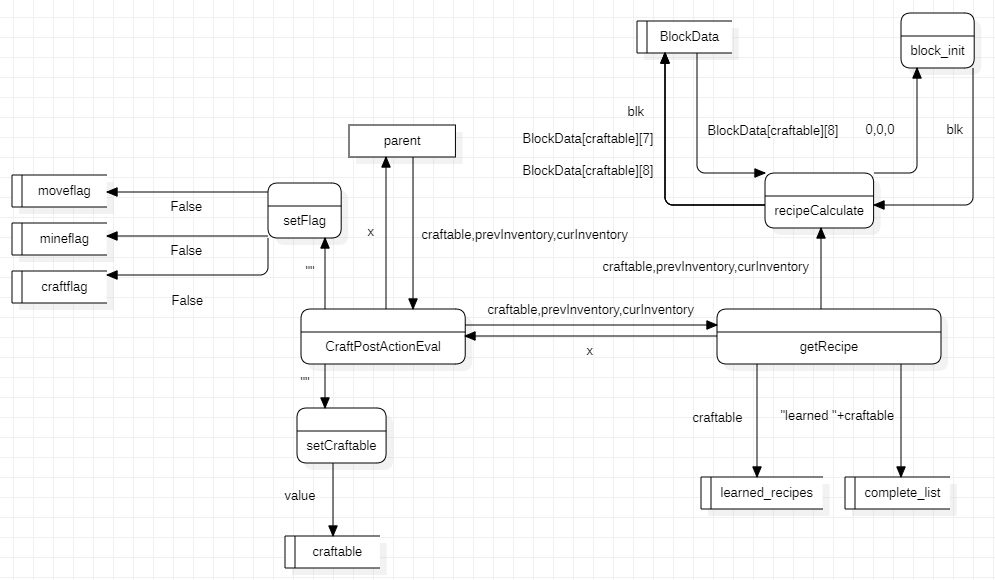 BlockData
block_init
blk
BlockData[craftable][7]
BlockData[craftable][8]
BlockData[craftable][8]
0,0,0
blk
parent
moveflag
False
setFlag
recipeCalculate
mineflag
False
x
craftable,prevInventory,curInventory
""
craftable,prevInventory,curInventory
craftflag
False
craftable,prevInventory,curInventory
CraftPostActionEval
x
getRecipe
""
setCraftable
craftable
"learned "+craftable
value
learned_recipes
complete_list
craftable